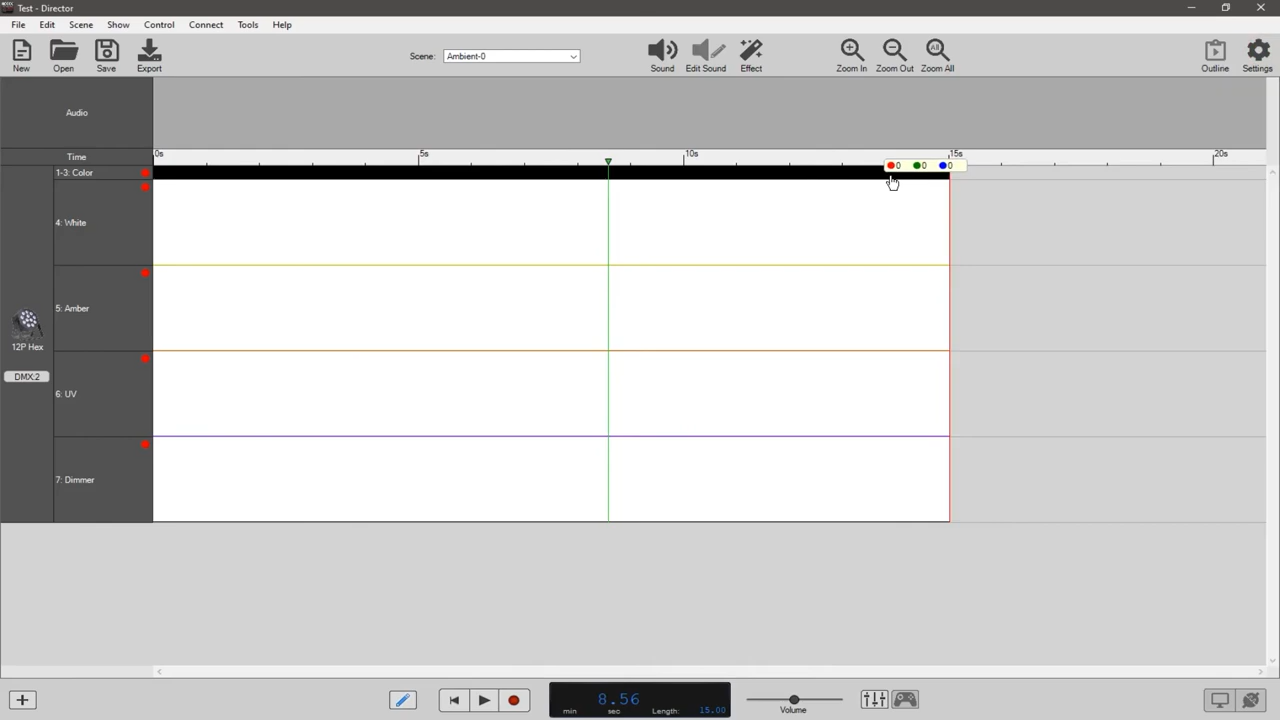 Test - Director
File Edit Scene Show Control Connect Tools Help
New Open Save Export Scene: Ambient-0 Sound Edit Sound Effect Zoom In Zoom Out All Zoom All Outline Settings
Audio
Time 0s 5s 10s 15s 20s
1-3: Color 0 0 0
4: White
5: Amber
12P Hex
DMX:2
6: UV
7: Dimmer
8.56
min sec Length: 15.00 Volume